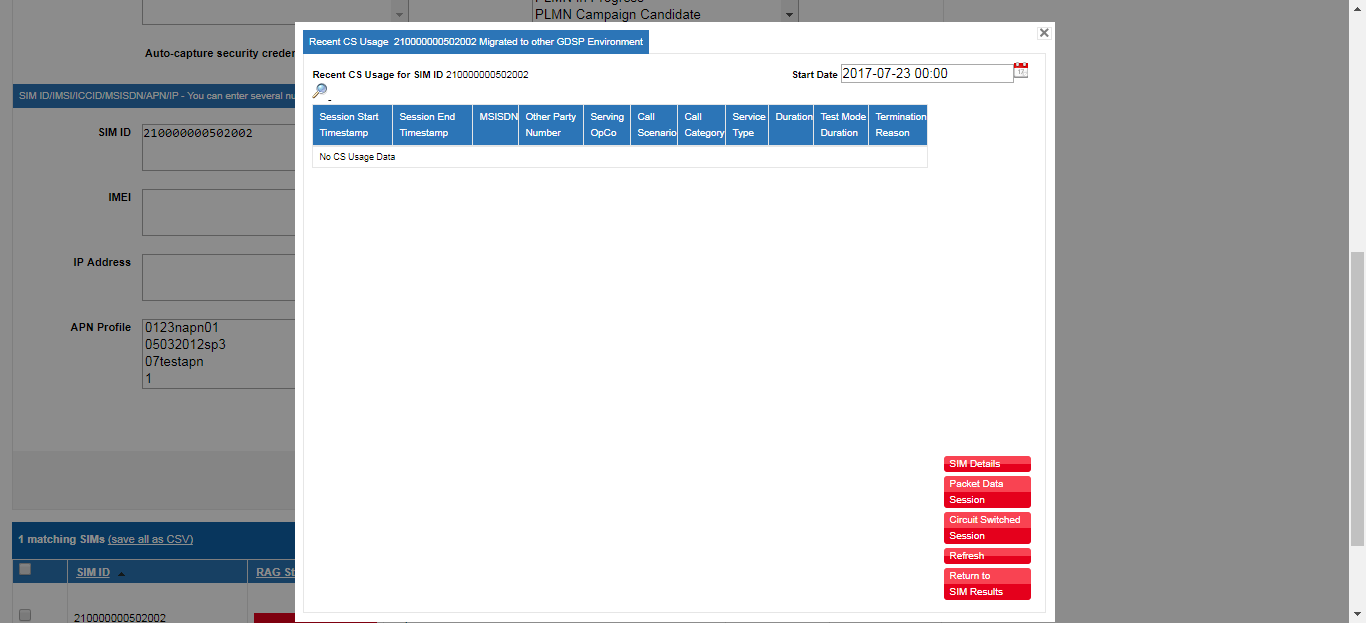 PLMN Campaign Candidate
Auto-capture security
SIM ID/IMSI/ICCID/MSISDN/APN/IP - You can enter several
SIM ID
210000000502002
IMEI
IP Address
APN Profile
0123napn01
05032012sp3
07testapn
1
1 matching SIMs (save all as CSV)
SIM ID
RAG
210000000502002
Recent CS Usage 210000000502002 Migrated to other GDSP Environment
Recent CS Usage for SIM ID 210000000502002
Start Date 2017-07-23 00:00
Session Start Timestamp
Session End Timestamp
MSISDN
Other Party Number
Serving OpCo
Call Scenario
Call Category
Service Type
Duration
Test Mode Duration
Termination Reason
No CS Usage Data
SIM Details
Packet Data
Session
Circuit Switched
Session
Refresh
Return to
SIM Results